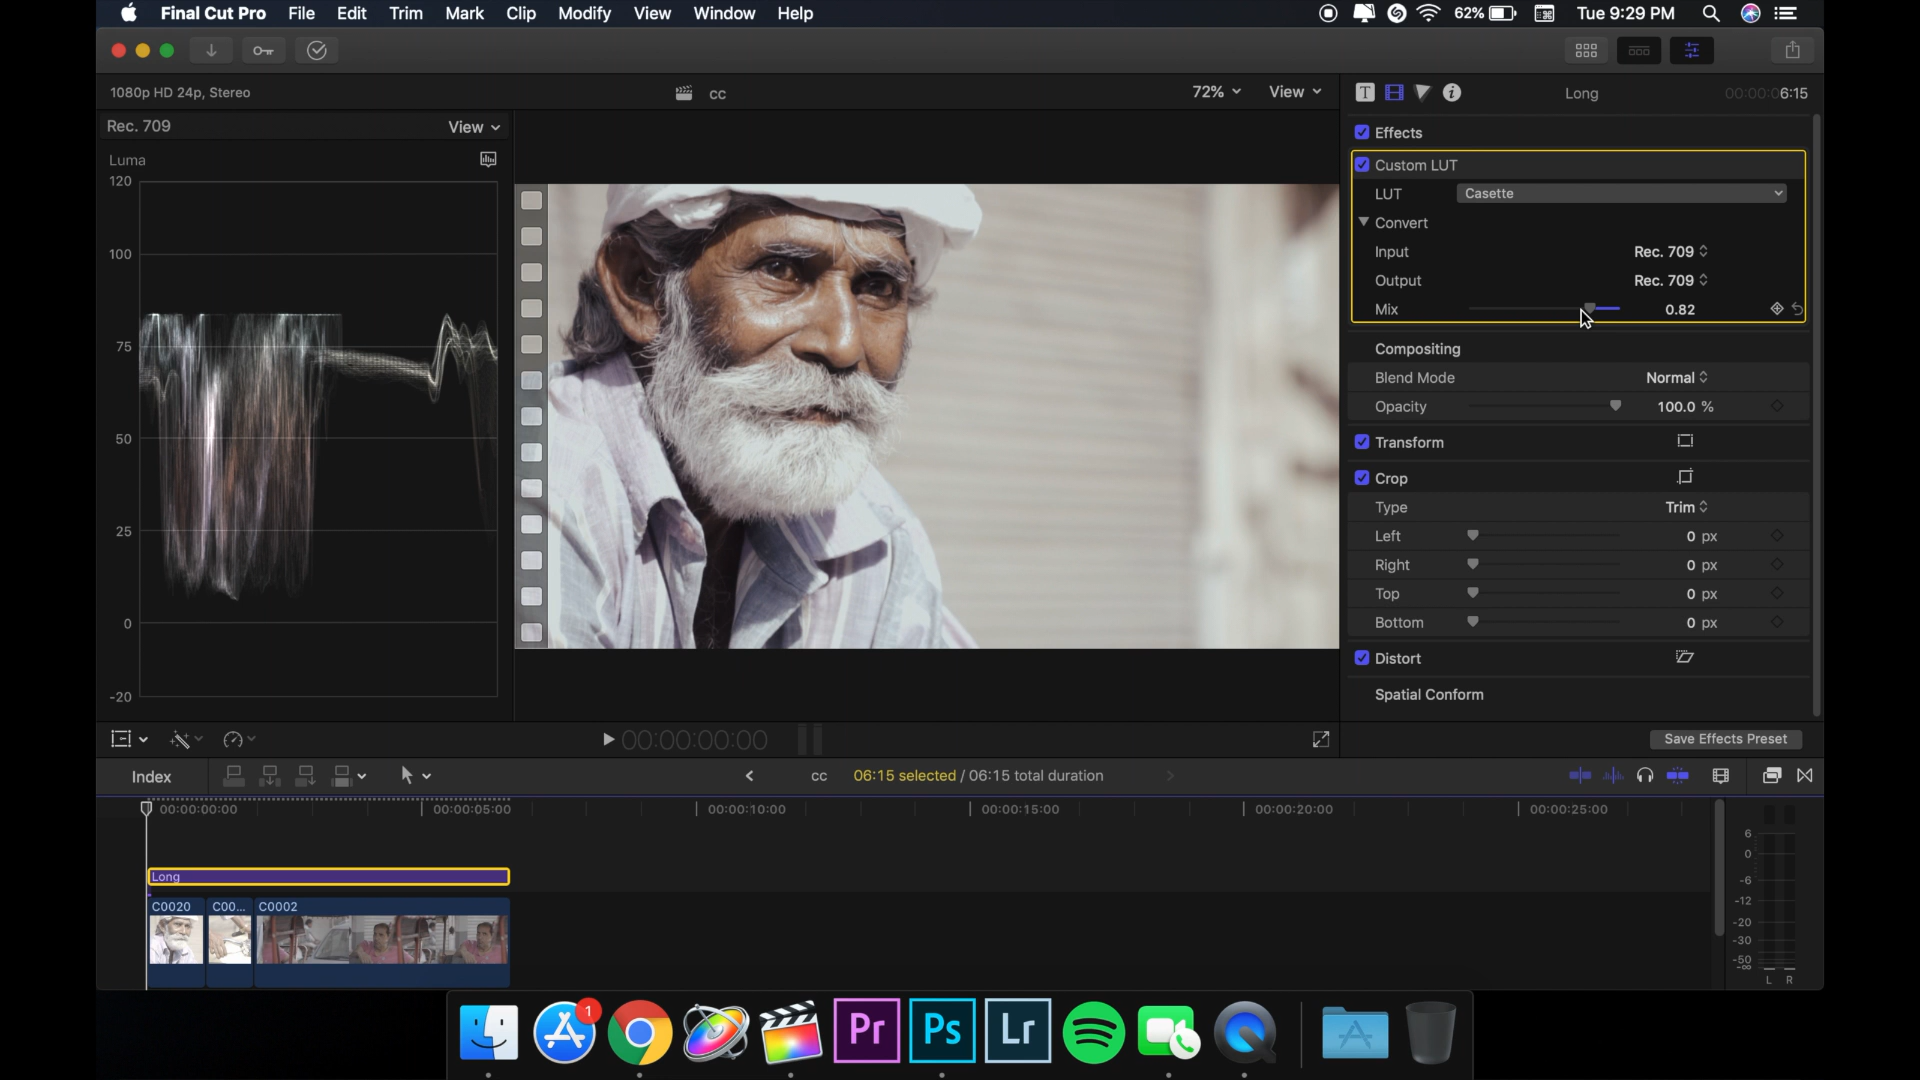 Final Cut Pro File Edit Trim Mark Clip Modify View Window Help 62% Tue 9:29 PM
1080p HD 24p, Stereo cc 72% View T Long 00:00:06:15
Rec. 709 View
Effects
Luma
Custom LUT
120
LUT Casette
Convert
100
Input Rec. 709
Output Rec. 709
Mix 0.82
75
Compositing
Blend Mode Normal
Opacity 100.0 %
50
Transform
Crop
Type Trim
25
Left 0 px
Right 0 px
Top 0 px
0
Bottom 0 px
Distort
-20
Spatial Conform
00:00:00:00
Save Effects Preset
Index cc 06:15 selected / 06:15 total duration
00:00:00:00 00:00:05:00 00:00:10:00 00:00:15:00 00:00:20:00 00:00:25:00
6
0
-6
-12
-20
-30
-50
-∞
L R
Long
C0020 C00... C0002
1
Pr Ps Lr